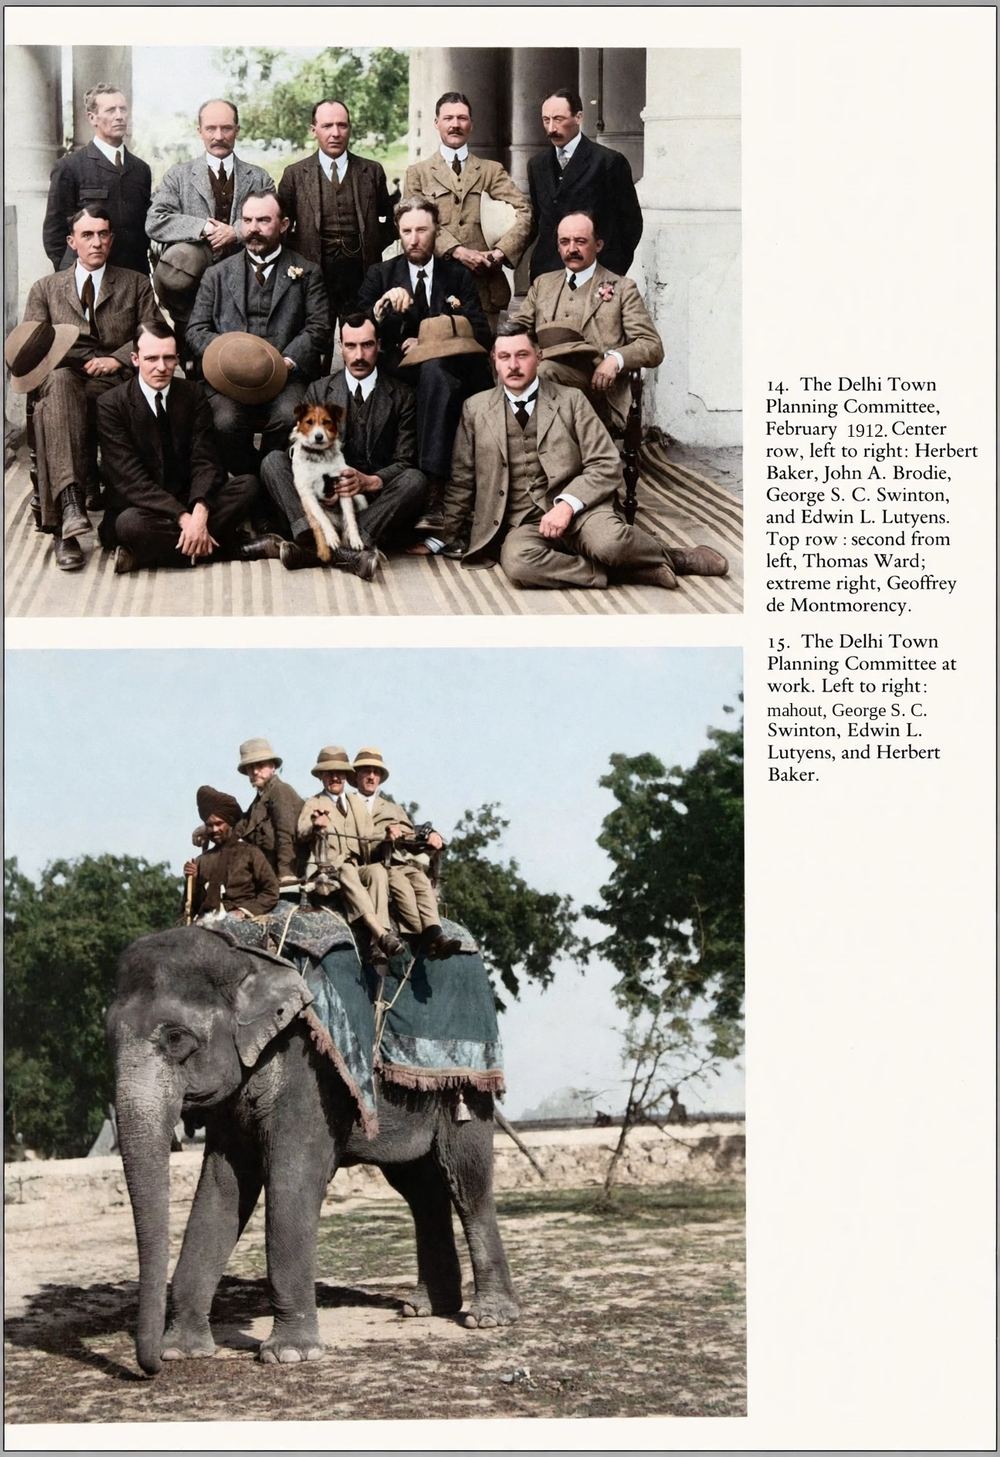 14. The Delhi Town
Planning Committee,
February 1912. Center
row, left to right: Herbert
Baker, John A. Brodie,
George S. C. Swinton,
and Edwin L. Lutyens.
Top row : second from
left, Thomas Ward;
extreme right, Geoffrey
de Montmorency.
15. The Delhi Town
Planning Committee at
work. Left to right:
mahout, George S. C.
Swinton, Edwin L.
Lutyens, and Herbert
Baker.